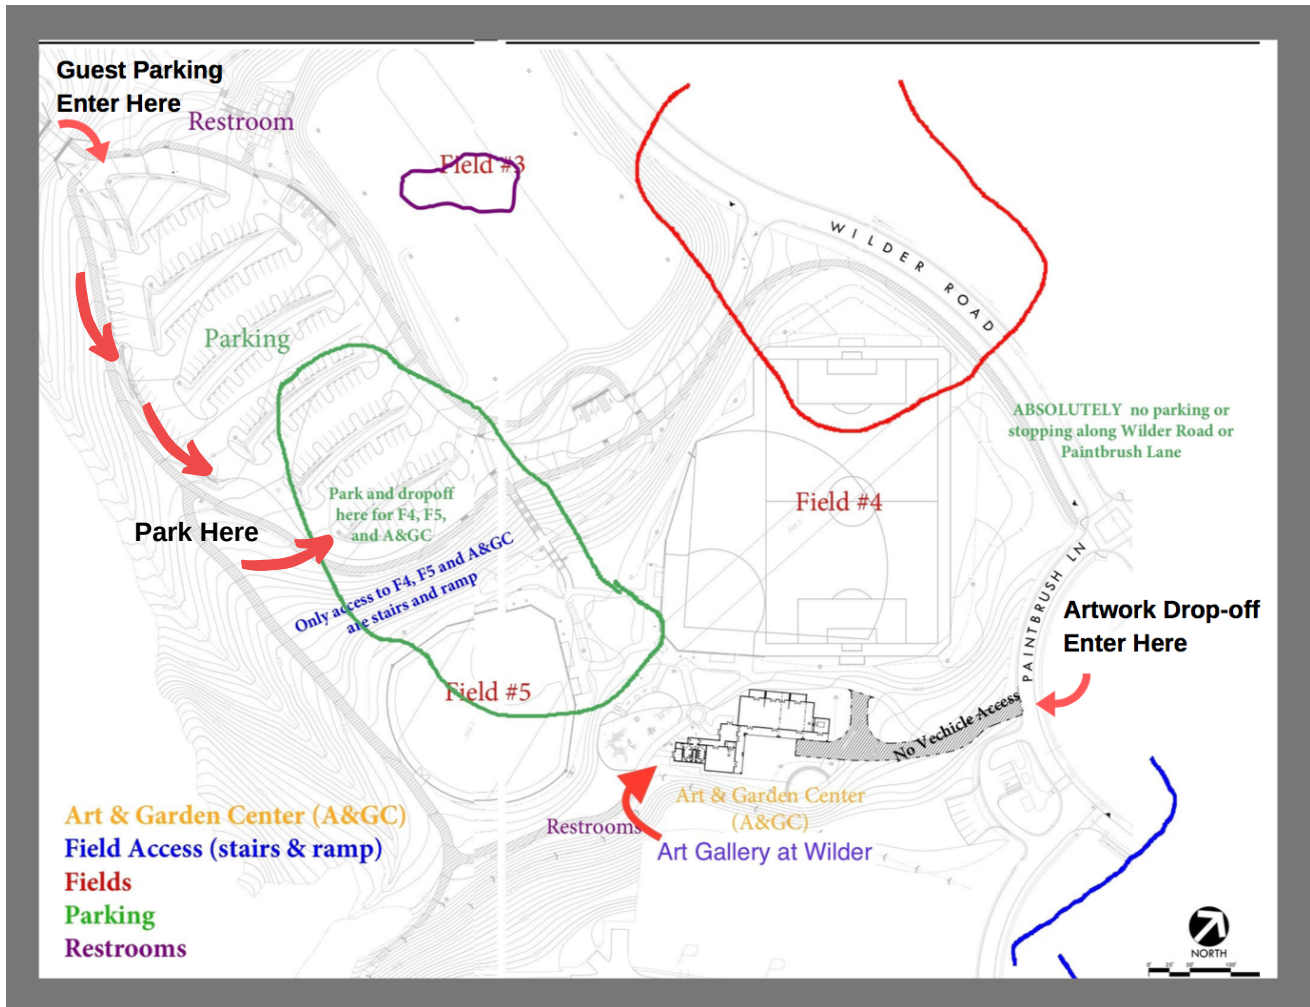 Guest Parking
Enter Here
Restroom
Field #3
WILDER ROAD
Parking
ABSOLUTELY no parking or
stopping along Wilder Road or
Paintbrush Lane
Park and dropoff
here for F4, F5,
and A&GC
Field #4
Park Here
Only access to F4, F5 and A&GC
are stairs and ramp
PAINTBRUSH LN
Artwork Drop-off
Enter Here
Field #5
No Vechicle Access
Art & Garden Center
(A&GC)
Restrooms
Art Gallery at Wilder
Art & Garden Center (A&GC)
Field Access (stairs & ramp)
Fields
Parking
Restrooms
NORTH
0' 25' 50' 100'